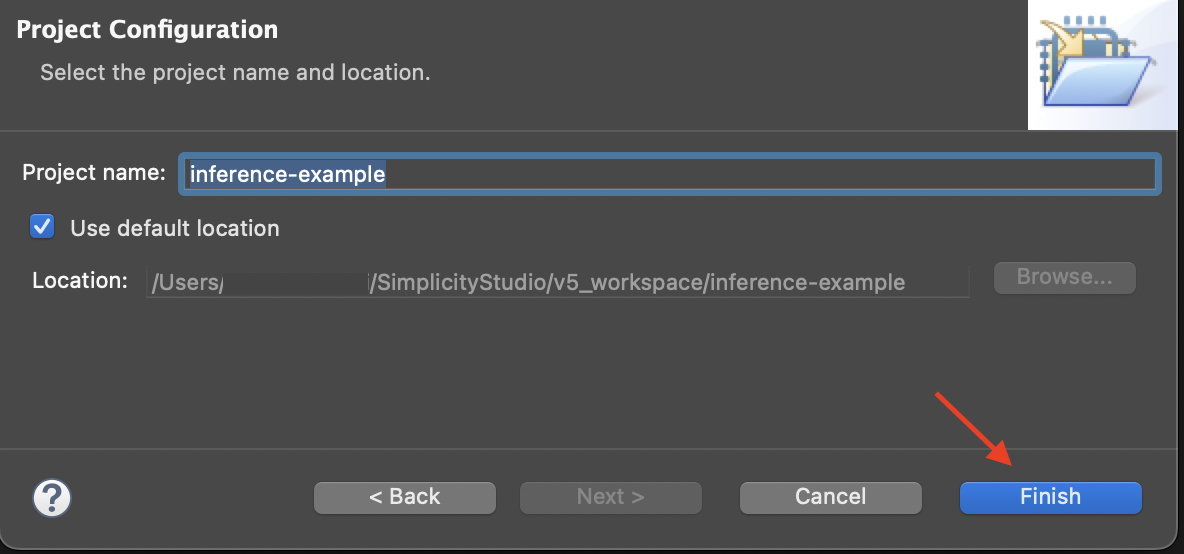 Project Configuration
Select the project name and location.
Project name: inference-example
Use default location
Location: /Users/ /SimplicityStudio/v5_workspace/inference-example Browse...
? < Back Next > Cancel Finish